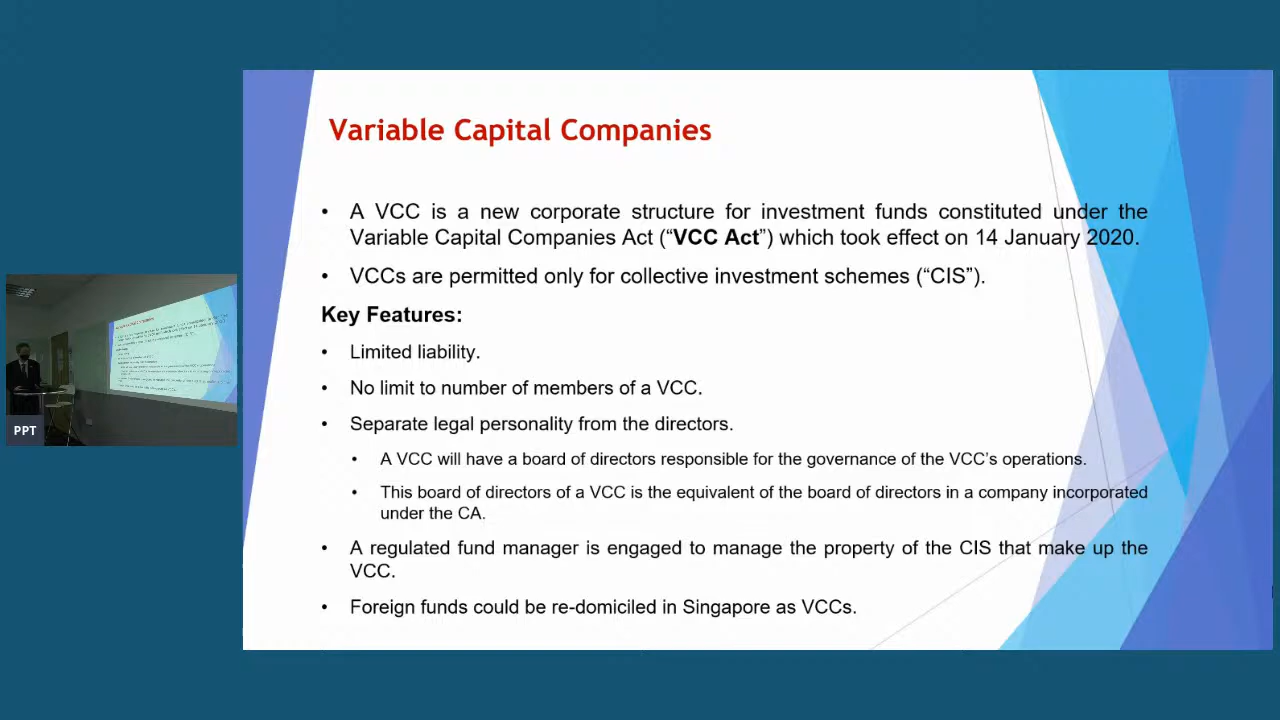 Variable Capital Companies
• A VCC is a new corporate structure for investment funds constituted under the
Variable Capital Companies Act (“VCC Act”) which took effect on 14 January 2020.
• VCCs are permitted only for collective investment schemes (“CIS”).
Key Features:
• Limited liability.
• No limit to number of members of a VCC.
• Separate legal personality from the directors.
• A VCC will have a board of directors responsible for the governance of the VCC’s operations.
• This board of directors of a VCC is the equivalent of the board of directors in a company incorporated
under the CA.
• A regulated fund manager is engaged to manage the property of the CIS that make up the
VCC.
• Foreign funds could be re-domiciled in Singapore as VCCs.
PPT